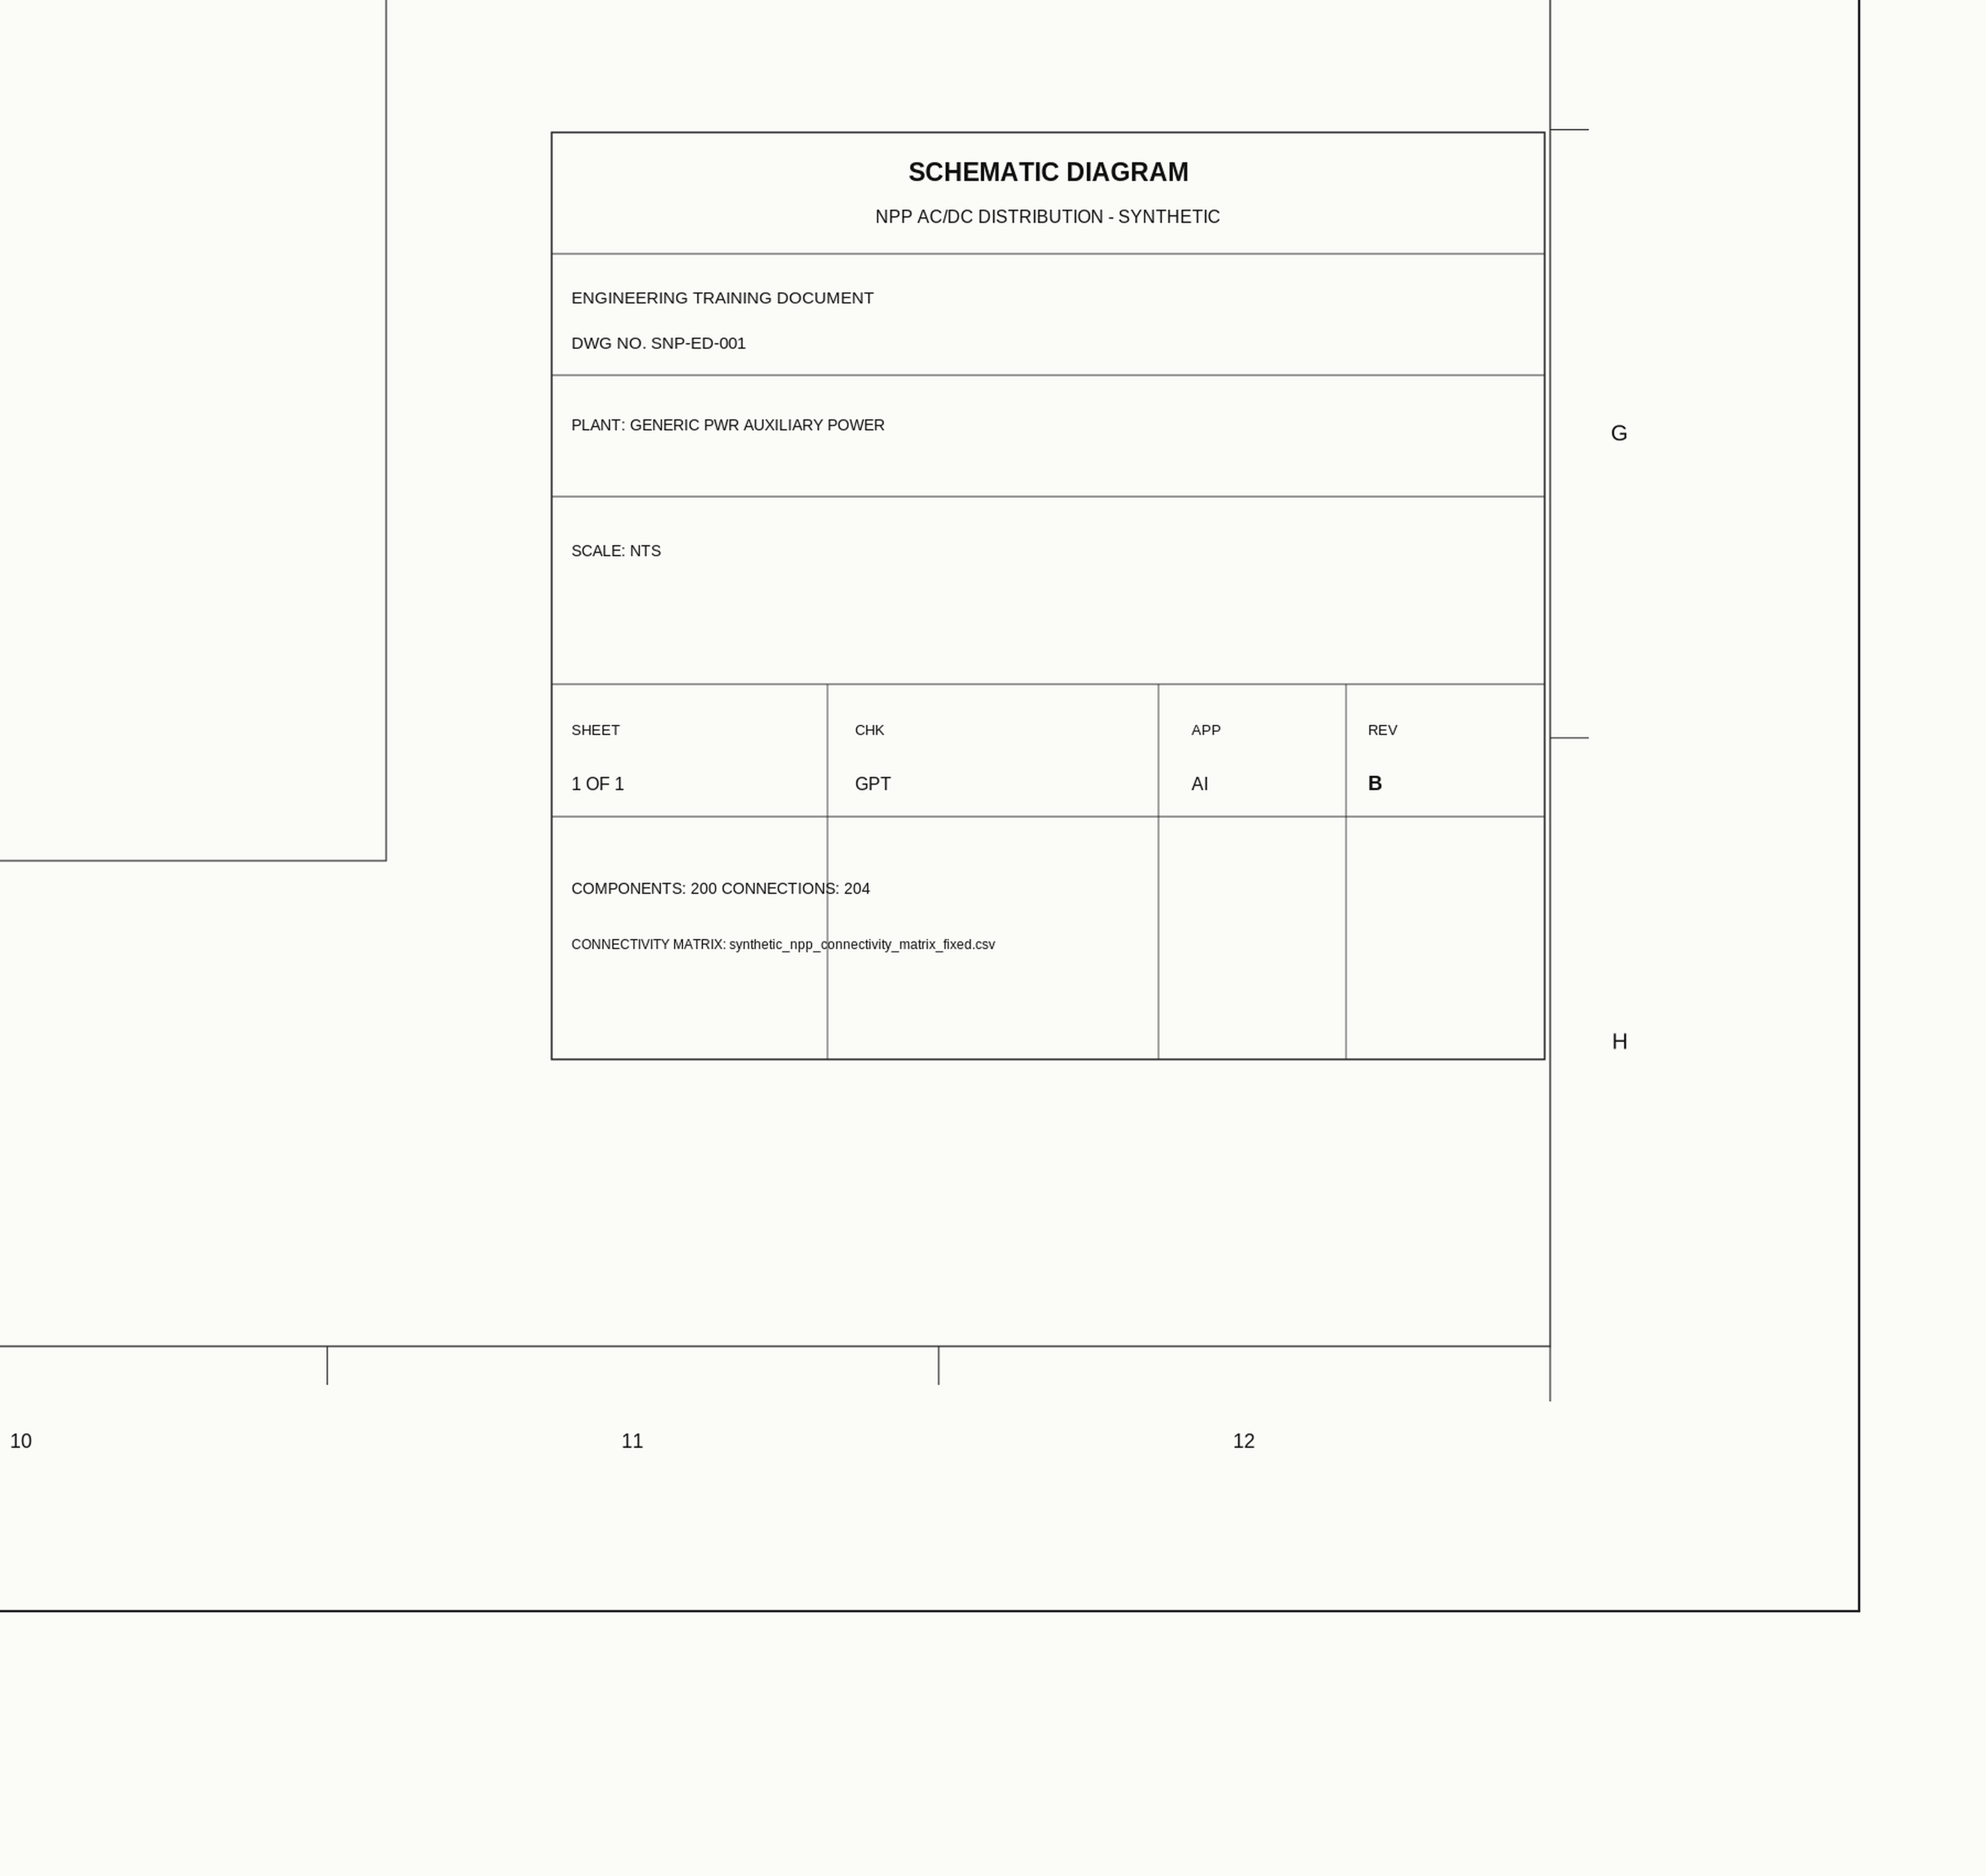 SCHEMATIC DIAGRAM
NPP AC/DC DISTRIBUTION - SYNTHETIC
ENGINEERING TRAINING DOCUMENT
DWG NO. SNP-ED-001
PLANT: GENERIC PWR AUXILIARY POWER
G
SCALE: NTS
SHEET CHK APP REV
1 OF 1 GPT AI B
COMPONENTS: 200 CONNECTIONS: 204
CONNECTIVITY MATRIX: synthetic_npp_connectivity_matrix_fixed.csv
H
10 11 12